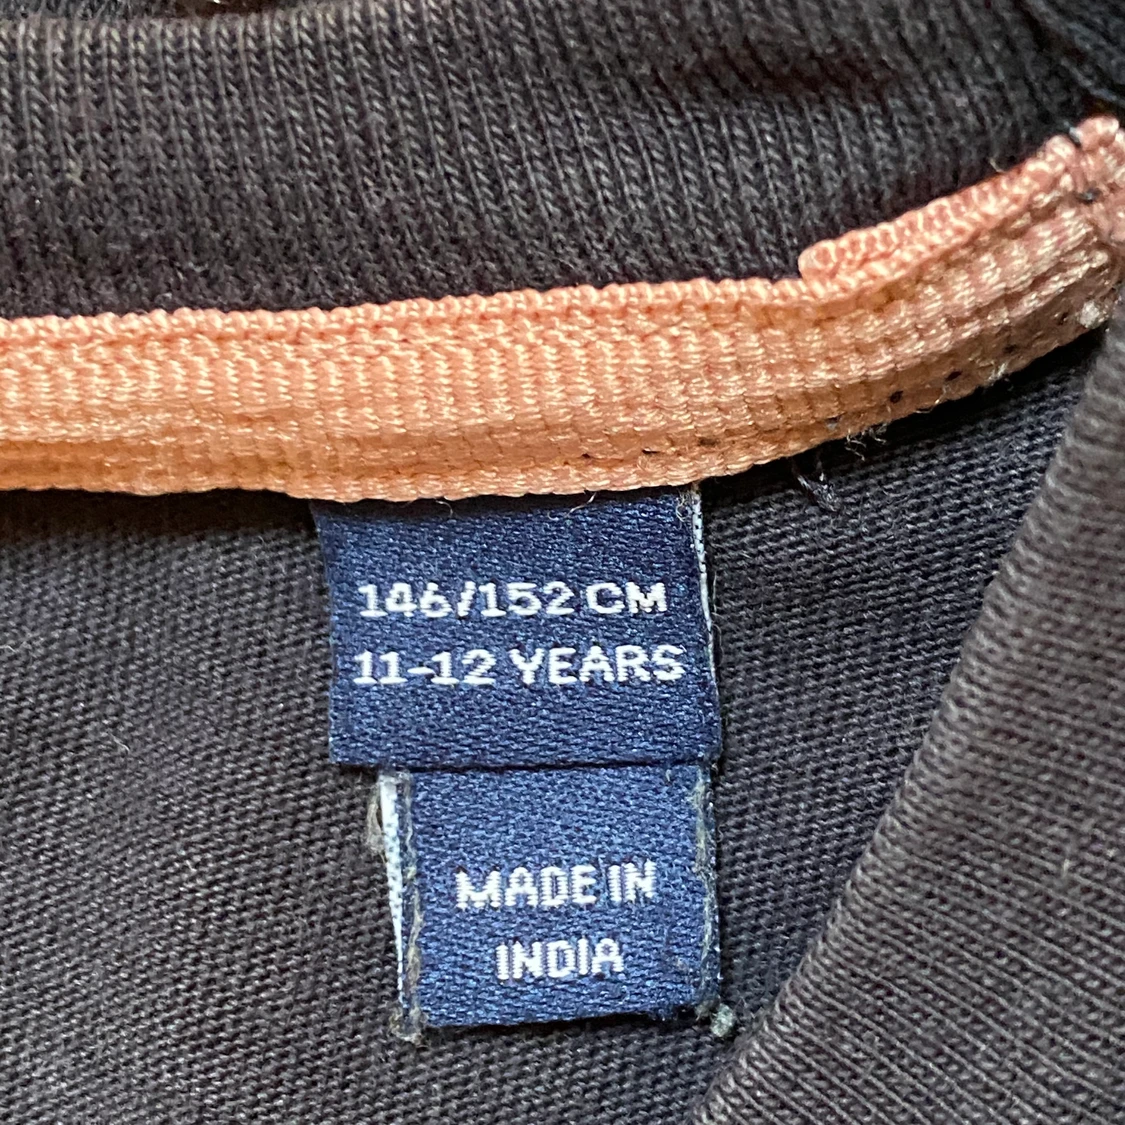 146/152 CM
11-12 YEARS
MADE IN
INDIA